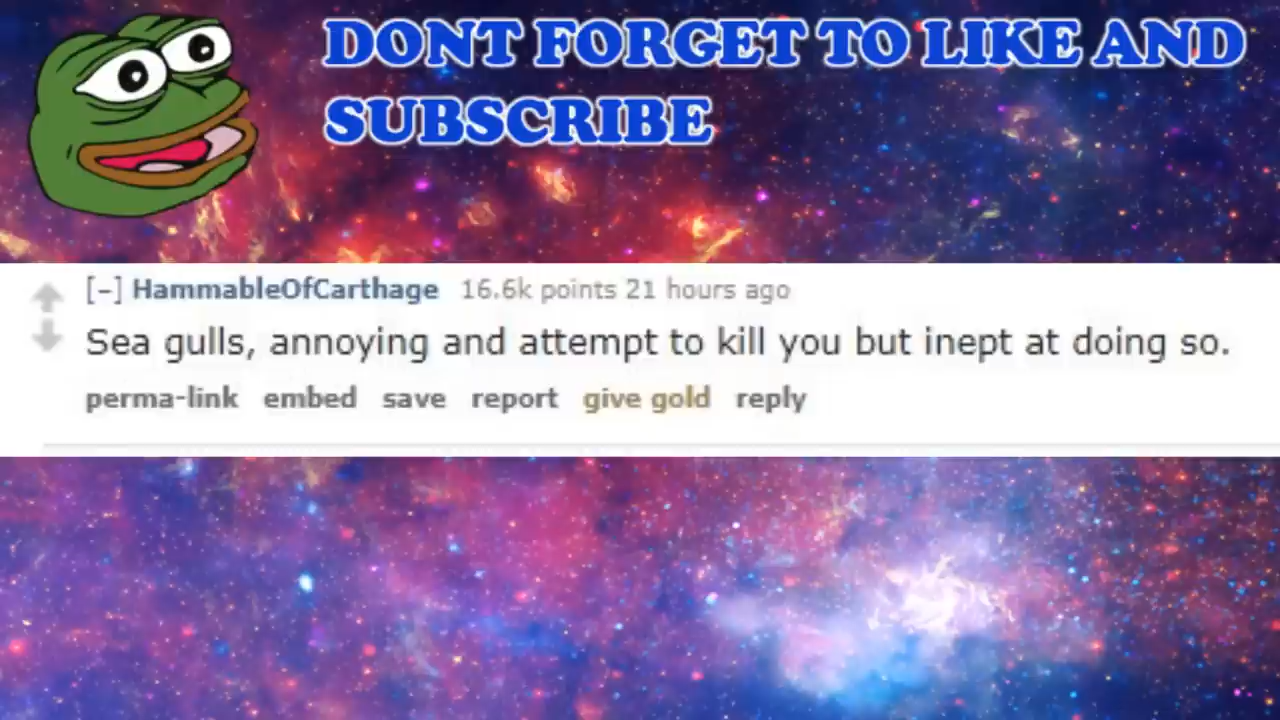 DONT FORGET TO LIKE AND
SUBSCRIBE
[–] HammableOfCarthage 16.6k points 21 hours ago
Sea gulls, annoying and attempt to kill you but inept at doing so.
perma-link embed save report give gold reply